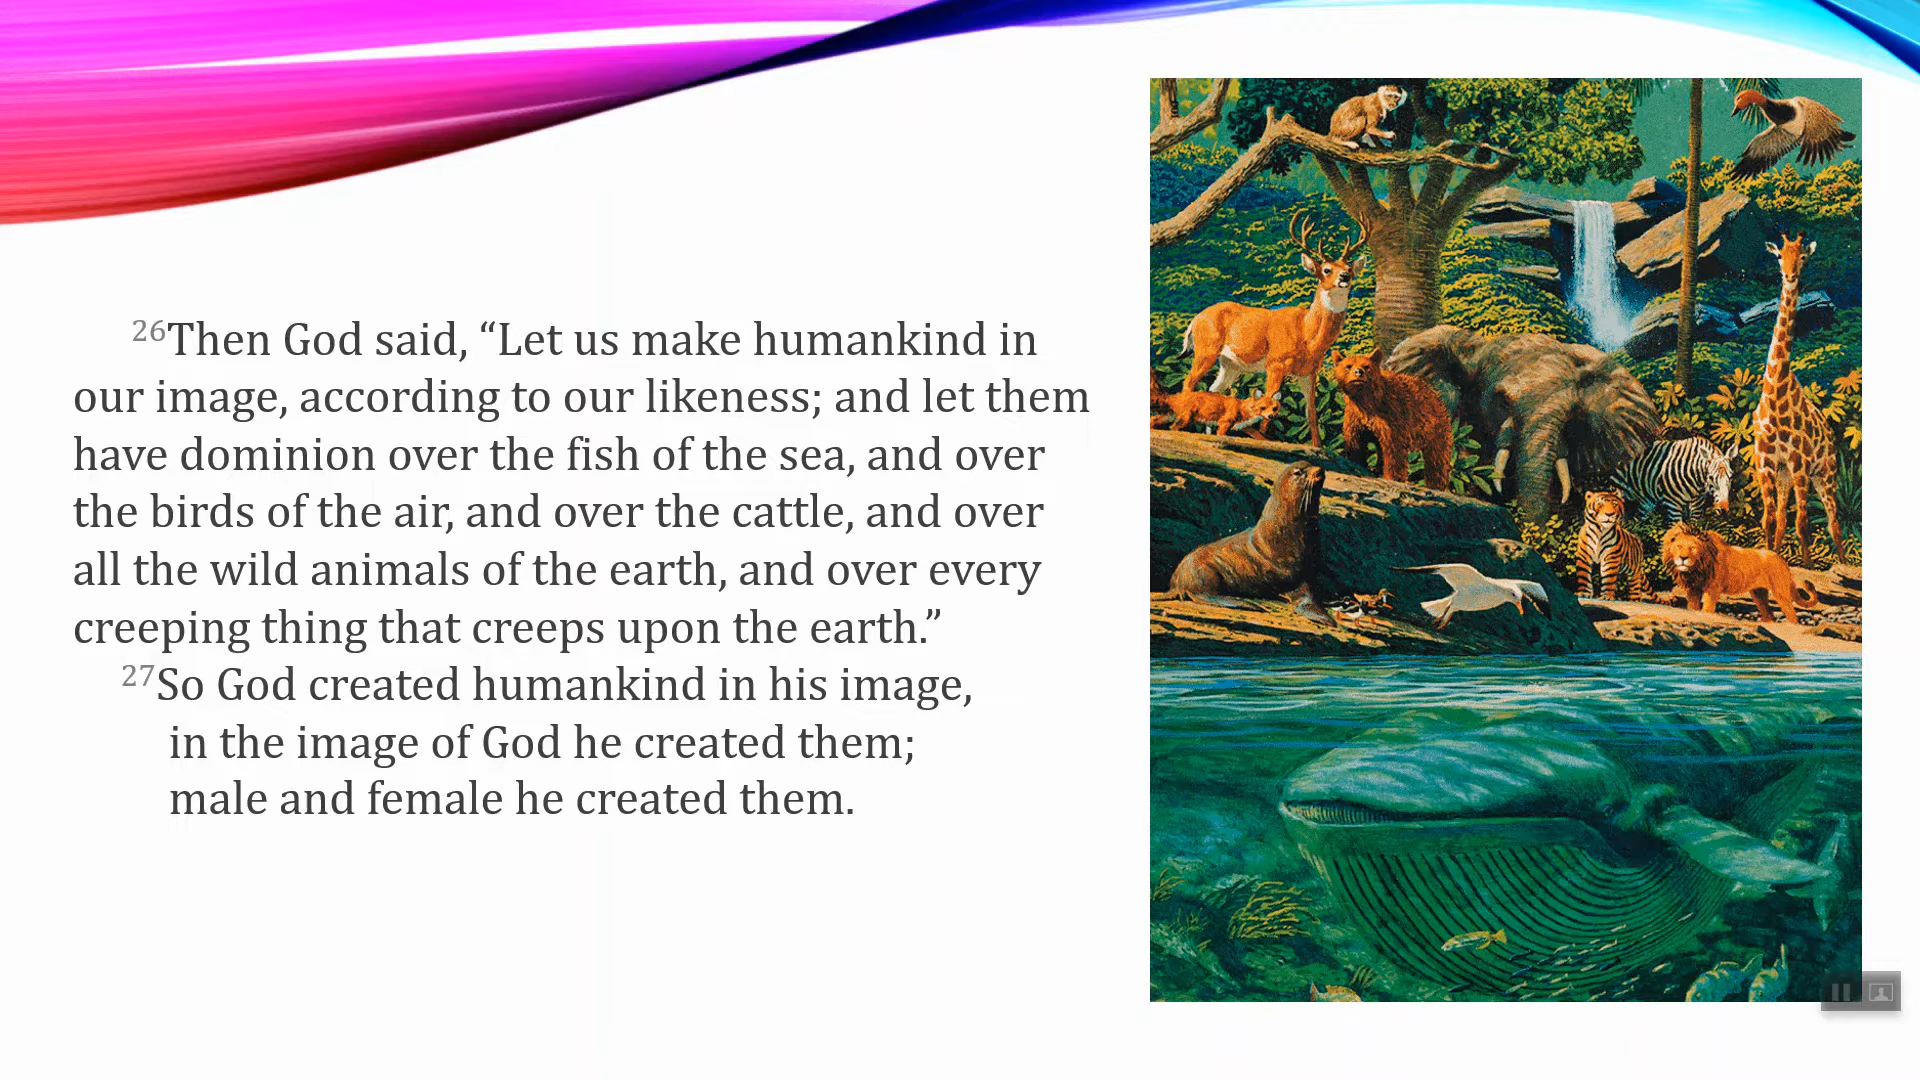 26Then God said, “Let us make humankind in
our image, according to our likeness; and let them
have dominion over the fish of the sea, and over
the birds of the air, and over the cattle, and over
all the wild animals of the earth, and over every
creeping thing that creeps upon the earth.”
27So God created humankind in his image,
in the image of God he created them;
male and female he created them.